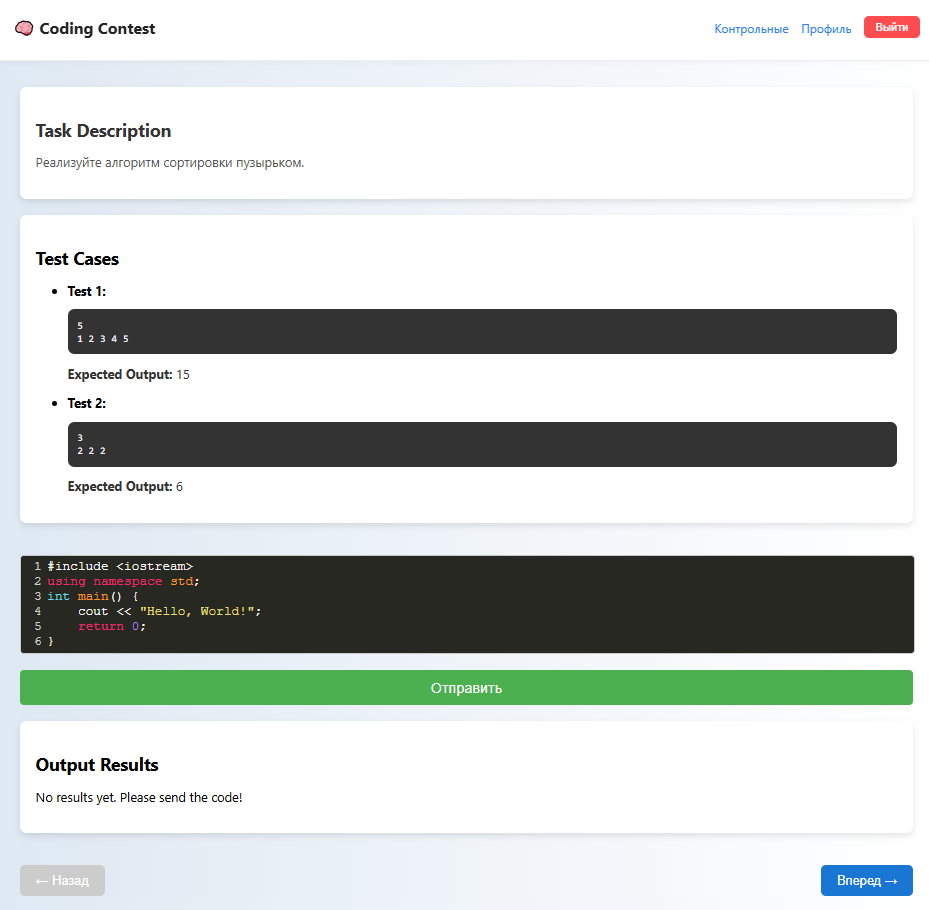 🧠 Coding Contest
Контрольные Профиль Выйти
Task Description
Реализуйте алгоритм сортировки пузырьком.
Test Cases
• Test 1:
5
1 2 3 4 5
Expected Output: 15
• Test 2:
3
2 2 2
Expected Output: 6
1 #include <iostream>
2 using namespace std;
3 int main() {
4     cout << "Hello, World!";
5     return 0;
6 }
Отправить
Output Results
No results yet. Please send the code!
← Назад
Вперед →